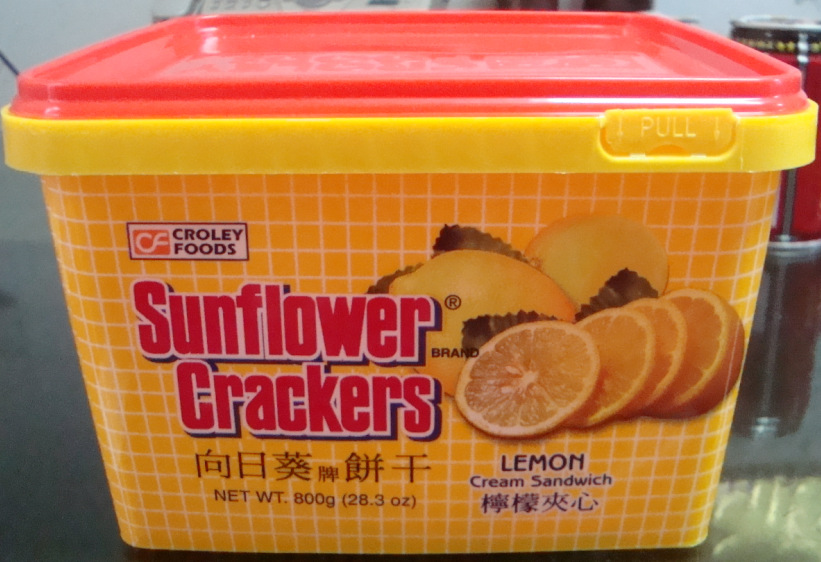 PULL
CF CROLEY
FOODS
Sunflower ®
BRAND
Crackers
向日葵牌餅干
NET WT. 800g (28.3 oz)
LEMON
Cream Sandwich
檸檬夾心